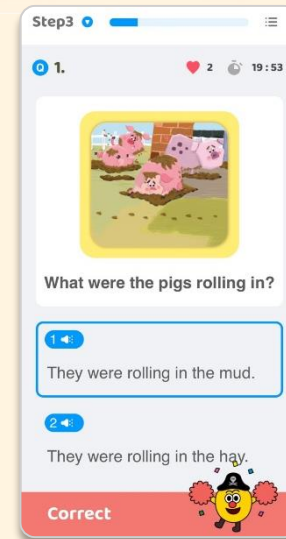 Step3
Q 1.
2
19:53
What were the pigs rolling in?
1
They were rolling in the mud.
2
They were rolling in the hay.
Correct